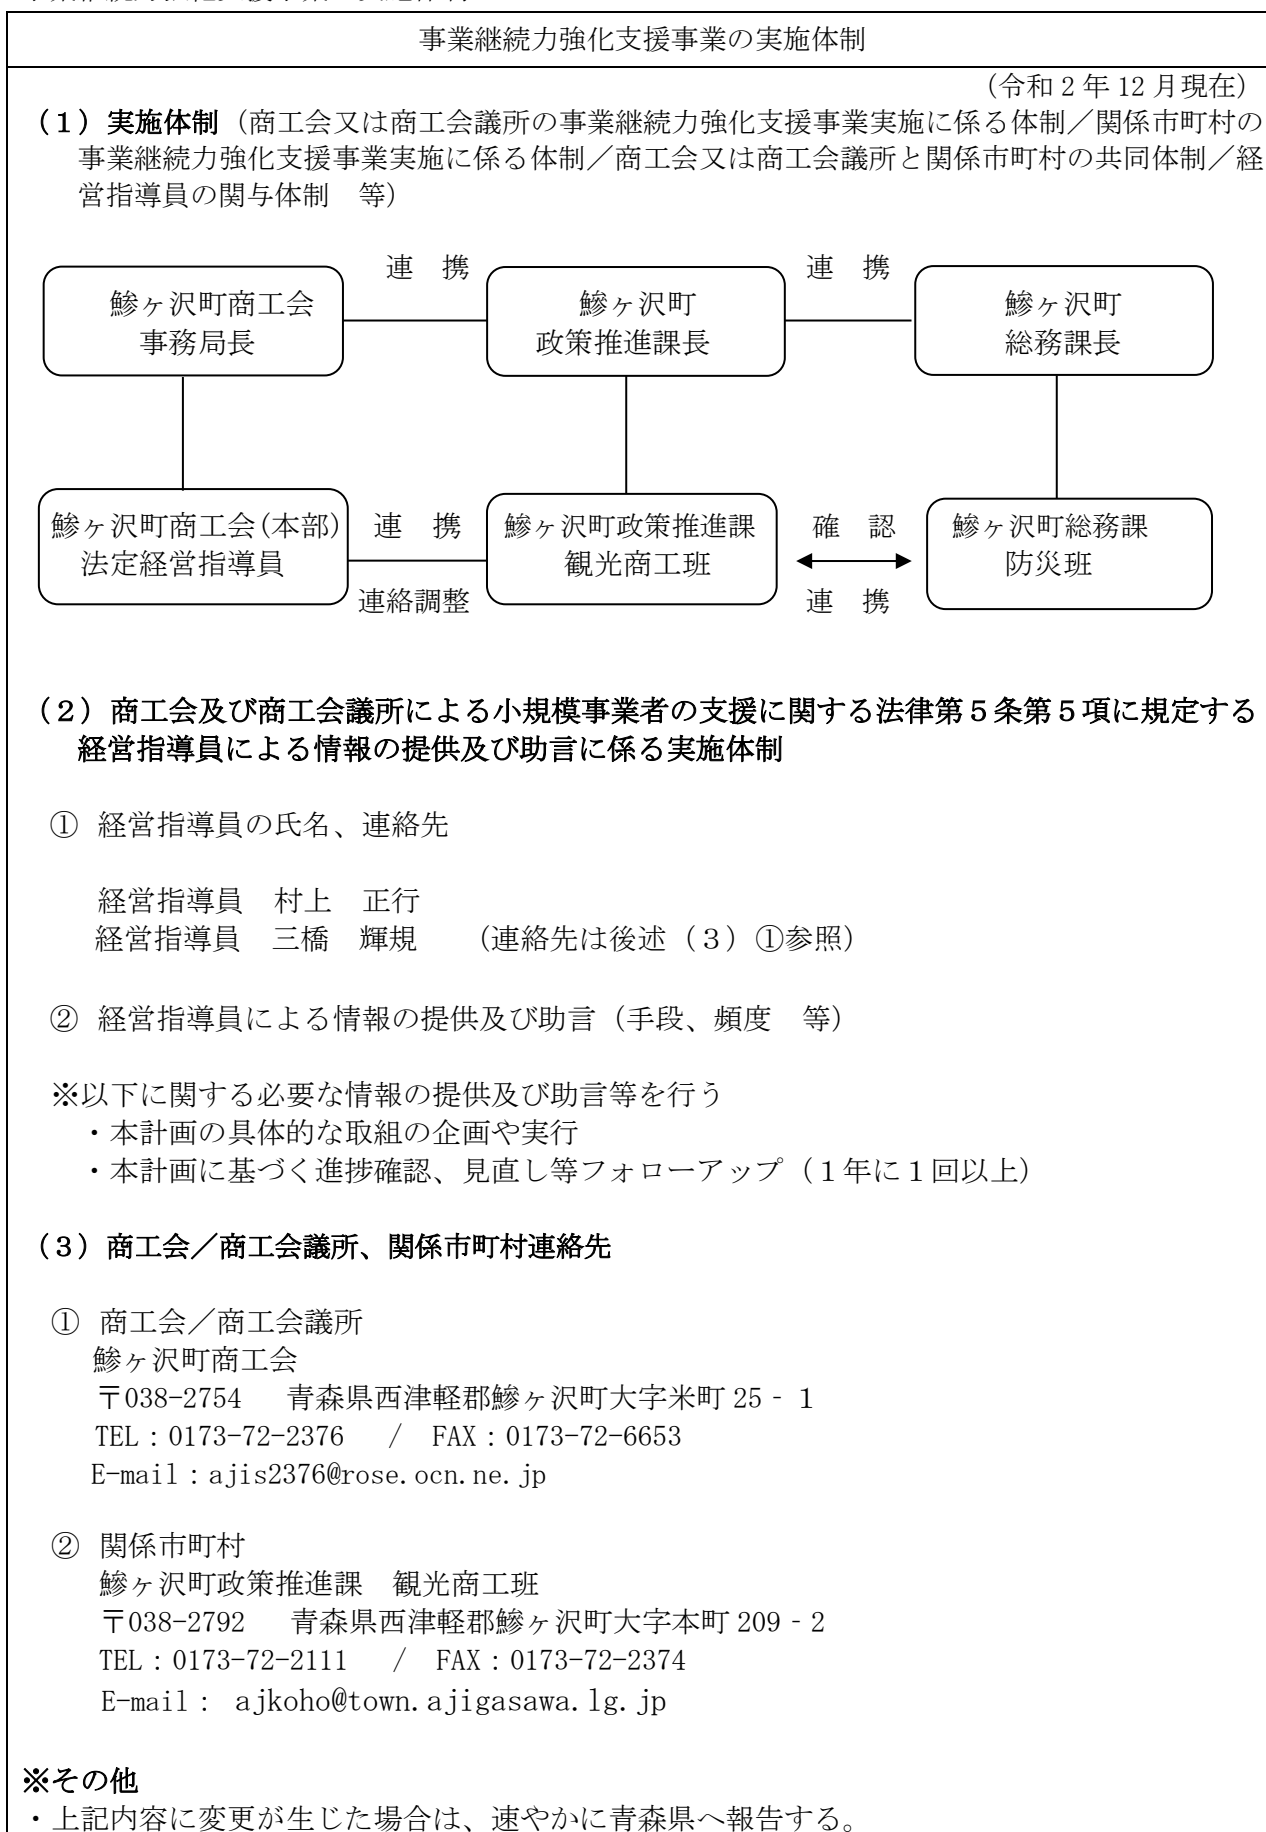 事業継続力強化支援事業の実施体制
（令和２年 12 月現在）
（１）実施体制（商工会又は商工会議所の事業継続力強化支援事業実施に係る体制／関係市町村の
事業継続力強化支援事業実施に係る体制／商工会又は商工会議所と関係市町村の共同体制／経
営指導員の関与体制　等）
連　携
連　携
鰺ヶ沢町商工会
事務局長
鰺ヶ沢町
政策推進課長
鰺ヶ沢町
総務課長
鰺ヶ沢町商工会(本部)
法定経営指導員
連　携
連絡調整
鰺ヶ沢町政策推進課
観光商工班
確　認
連　携
鰺ヶ沢町総務課
防災班
（２）商工会及び商工会議所による小規模事業者の支援に関する法律第５条第５項に規定する
経営指導員による情報の提供及び助言に係る実施体制
① 経営指導員の氏名、連絡先
経営指導員　村上　正行
経営指導員　三橋　輝規　　（連絡先は後述（３）①参照）
② 経営指導員による情報の提供及び助言（手段、頻度　等）
※以下に関する必要な情報の提供及び助言等を行う
・本計画の具体的な取組の企画や実行
・本計画に基づく進捗確認、見直し等フォローアップ（１年に１回以上）
（３）商工会／商工会議所、関係市町村連絡先
① 商工会／商工会議所
鰺ヶ沢町商工会
〒038-2754　青森県西津軽郡鰺ヶ沢町大字米町 25‐１
TEL：0173-72-2376　/　FAX：0173-72-6653
E-mail：ajis2376@rose.ocn.ne.jp
② 関係市町村
鰺ヶ沢町政策推進課　観光商工班
〒038-2792　青森県西津軽郡鰺ヶ沢町大字本町 209‐2
TEL：0173-72-2111　/　FAX：0173-72-2374
E-mail： ajkoho@town.ajigasawa.lg.jp
※その他
・上記内容に変更が生じた場合は、速やかに青森県へ報告する。